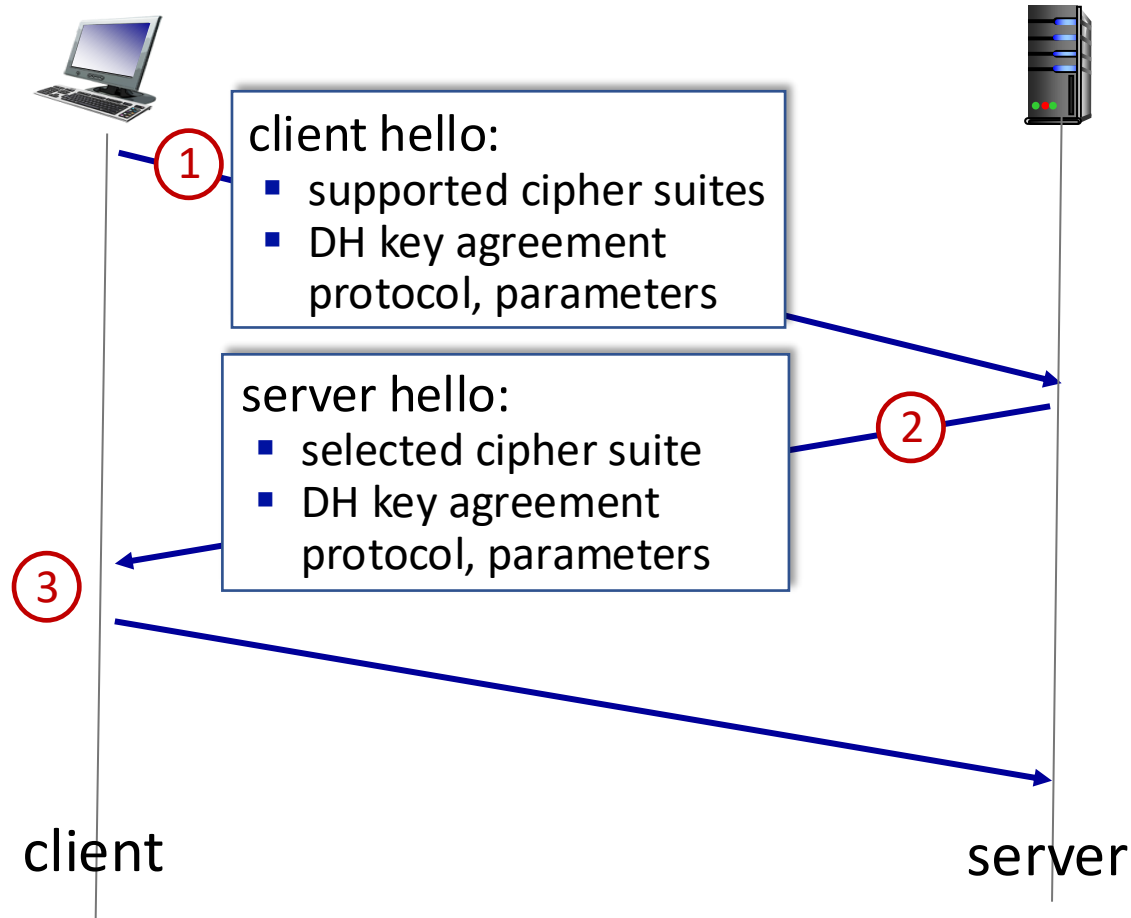 1
client hello:
▪ supported cipher suites
▪ DH key agreement
protocol, parameters
server hello:
2
▪ selected cipher suite
▪ DH key agreement
protocol, parameters
3
client
server